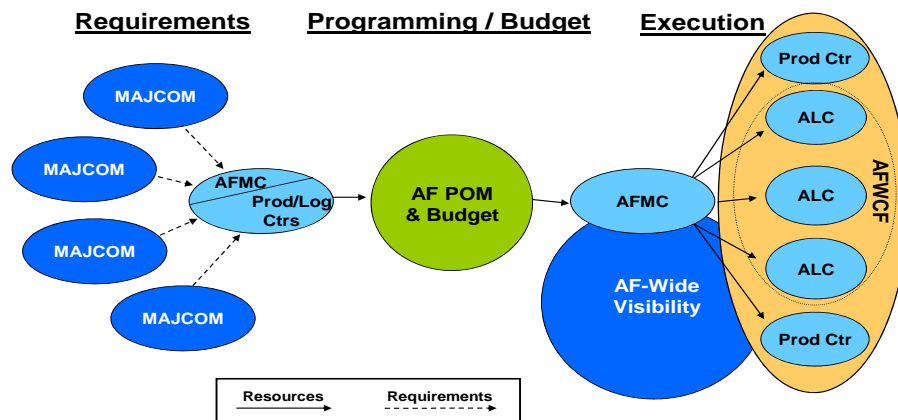 Requirements
Programming / Budget
Execution
MAJCOM
MAJCOM
MAJCOM
MAJCOM
AFMC
Prod/Log
Ctrs
AF POM
& Budget
AFMC
AF-Wide
Visibility
Prod Ctr
ALC
ALC
ALC
Prod Ctr
AFWCF
Resources
Requirements